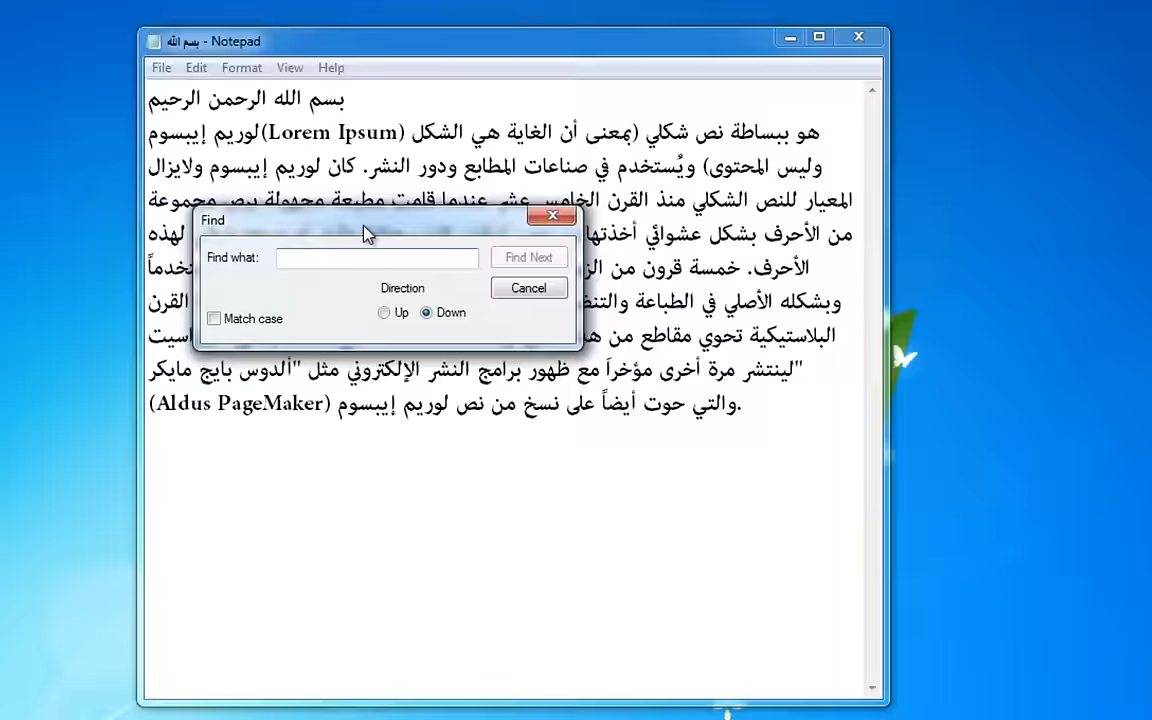 بسم الله - Notepad
File Edit Format View Help
بسم الله الرحمن الرحيم
لوريم إيبسوم(Lorem Ipsum) هو ببساطة نص شكلي (بمعنى أن الغاية هي الشكل
وليس المحتوى) ويُستخدم في صناعات المطابع ودور النشر. كان لوريم إيبسوم ولايزال
المعيار للنص الشكلي منذ القرن الخامس عشر عندما قامت مطبعة مجهولة برص مجموعة
من الأحرف بشكل عشوائي أخذتها لهذه
الأحرف. خمسة قرون من
وبشكله الأصلي في الطباعة القرن
البلاستيكية تحوي مقاطع من
"لينتشر مرة أخرى مؤخراَ مع ظهور برامج النشر الإلكتروني مثل "ألدوس بايج مايكر
(Aldus PageMaker) والتي حوت أيضاً على نسخ من نص لوريم إيبسوم.
Find
Find what:
Find Next
Direction
Cancel
Up Down
Match case